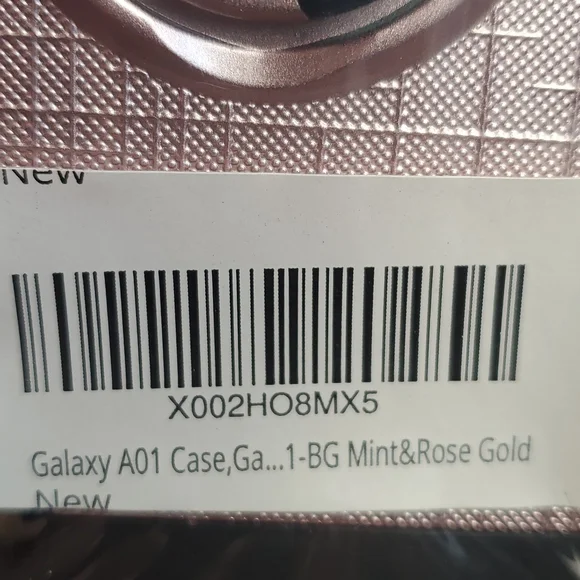 New
X002HO8MX5
Galaxy A01 Case,Ga...1-BG Mint&Rose Gold
New